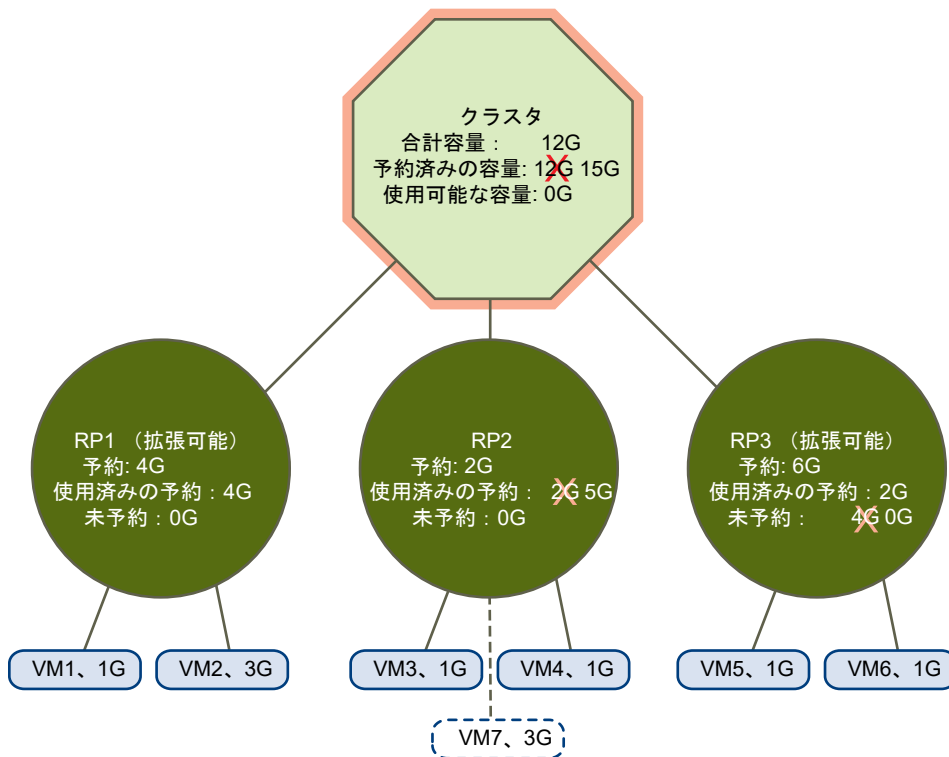 クラスタ
合計容量： 12G
予約済みの容量: 12G 15G
使用可能な容量: 0G
RP1 （拡張可能）
予約: 4G
使用済みの予約：4G
未予約：0G
RP2
予約: 2G
使用済みの予約： 2G 5G
未予約：0G
RP3 （拡張可能）
予約: 6G
使用済みの予約：2G
未予約： 4G 0G
VM1、1G
VM2、3G
VM3、1G
VM4、1G
VM5、1G
VM6、1G
VM7、3G